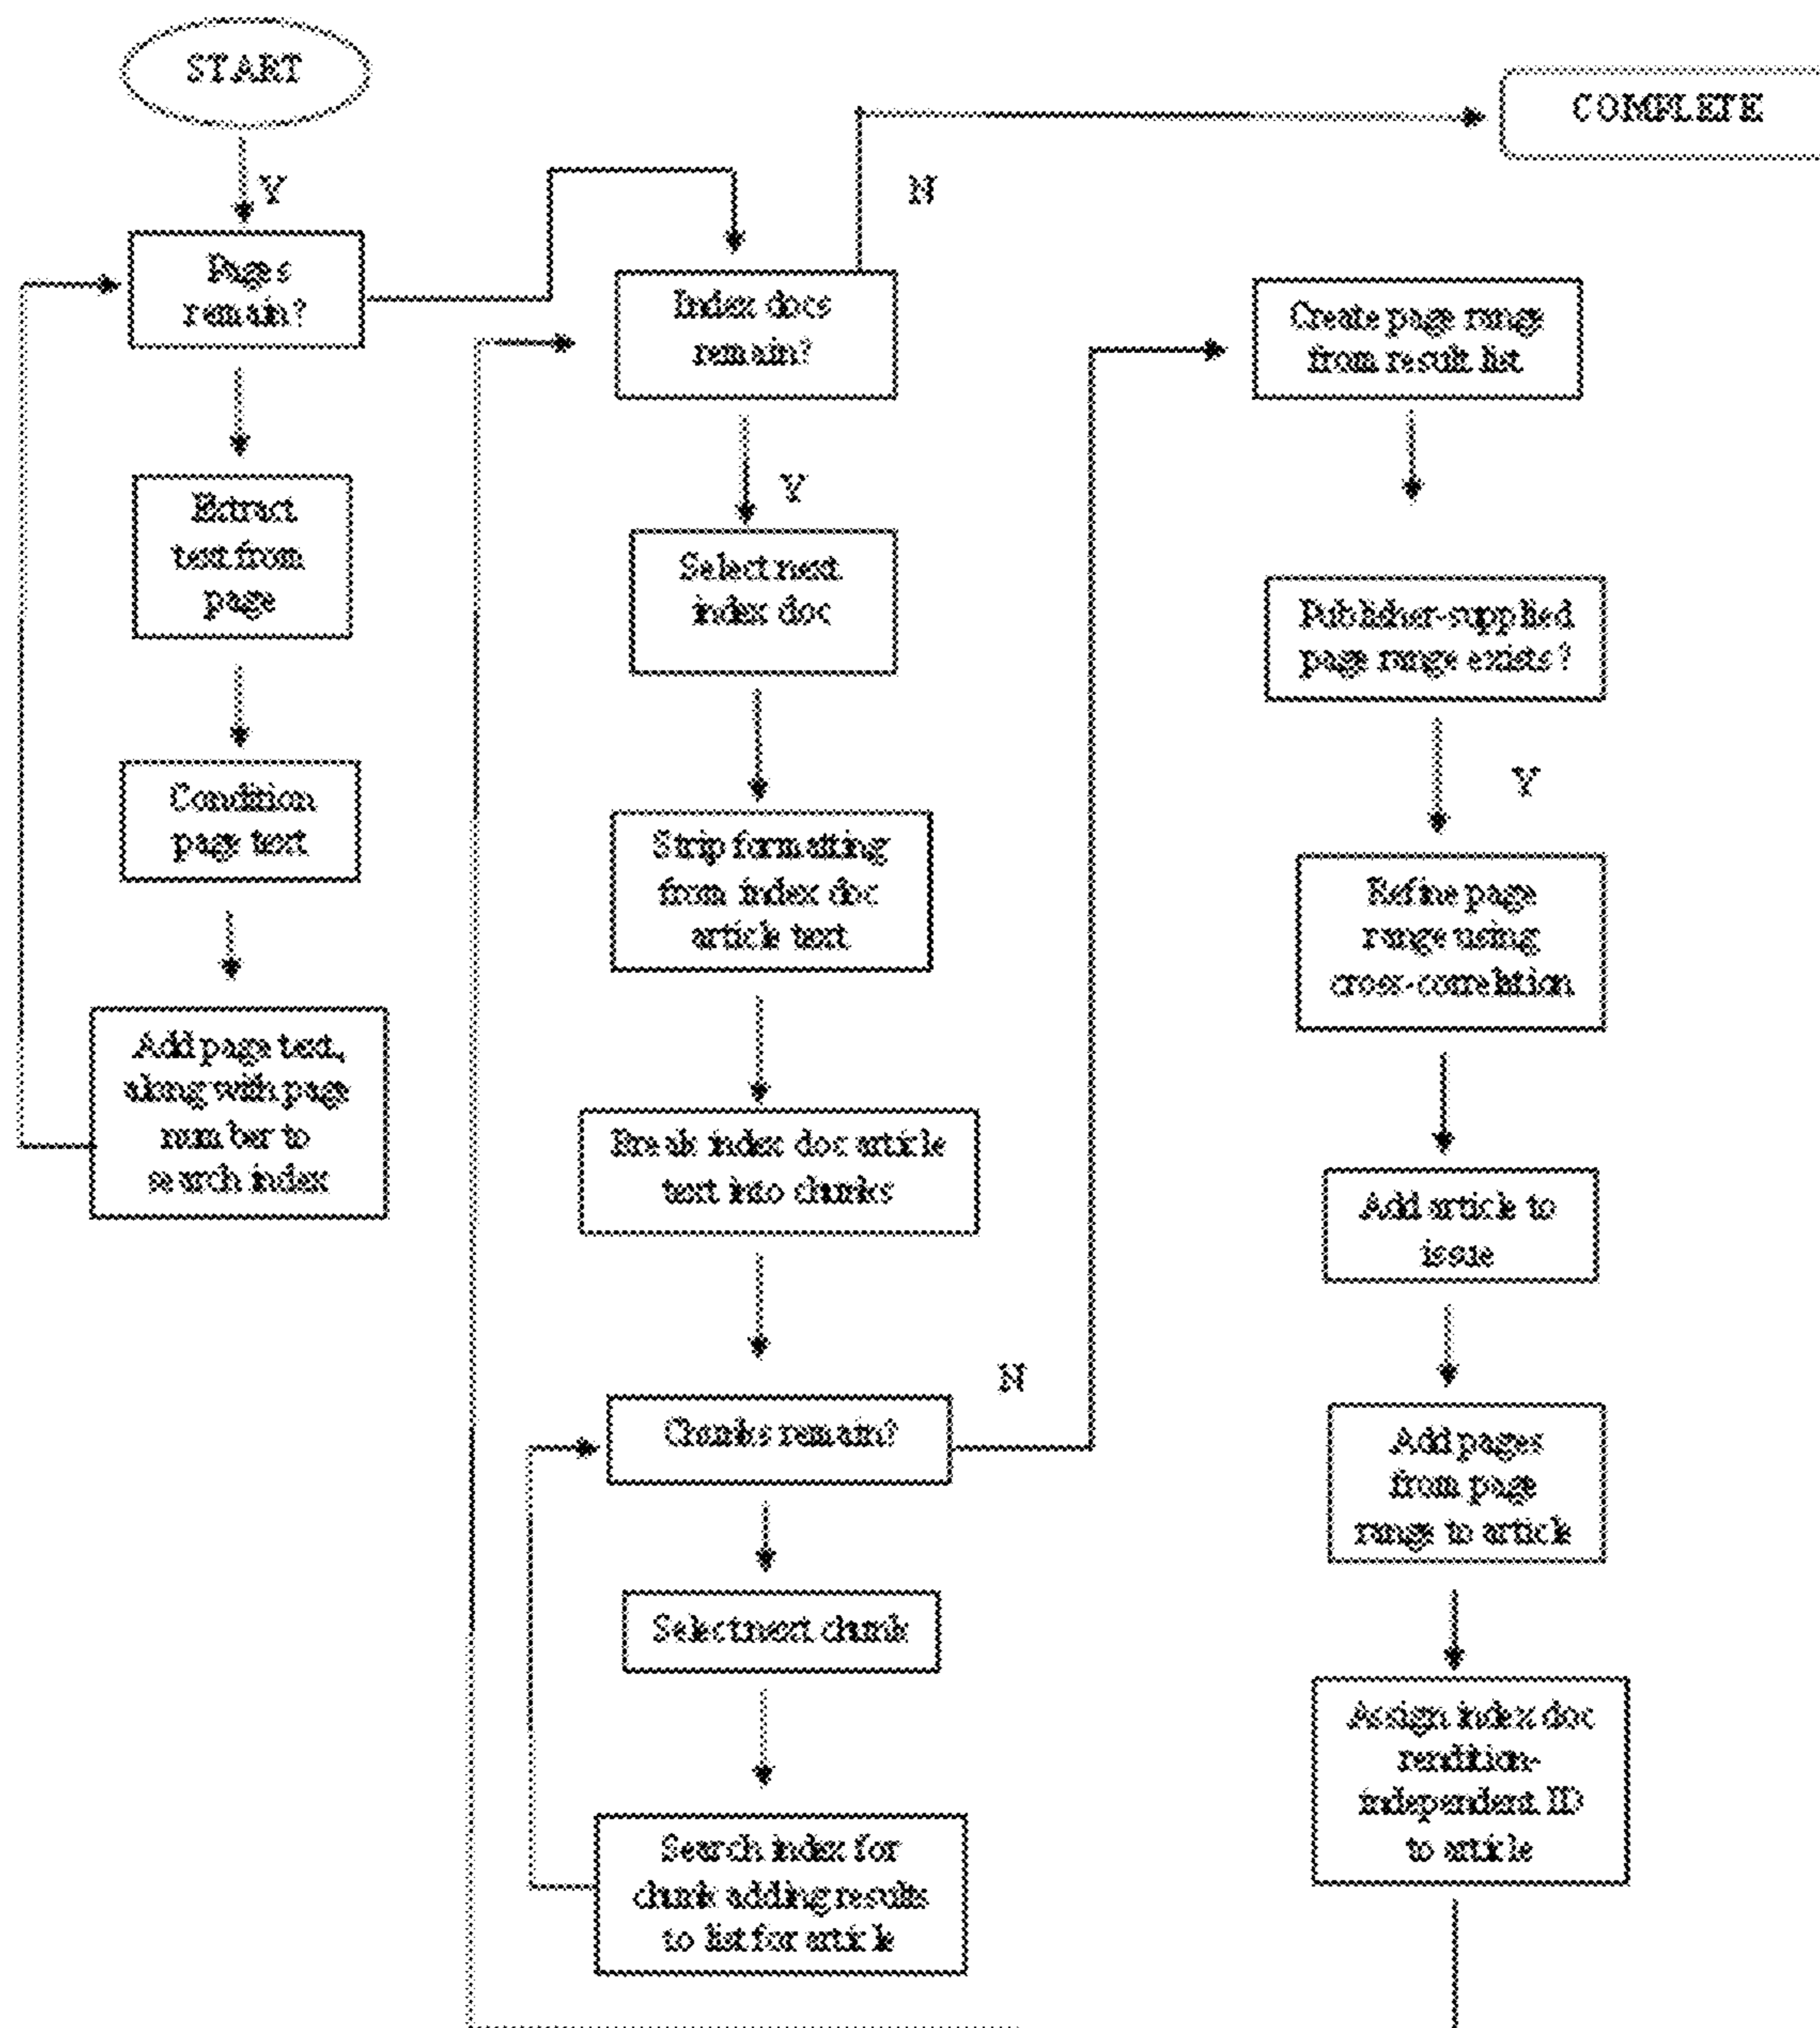 START
Y
Pages
remain?
Extract
text from
page
Condition
page text
Add page text,
along with page
number to
search index
Index docs
remain?
N
Y
Select next
index doc
Strip formatting
from index doc
article text
Break index doc article
text into chunks
Chunks remain?
N
Select next chunk
Search index for
chunk adding results
to list for article
COMPLETE
Create page range
from result list
Publisher-supplied
page range exists?
Y
Refine page
range using
cross-correlation
Add article to
issue
Add pages
from page
range to article
Assign index doc
rendition-
independent ID
to article